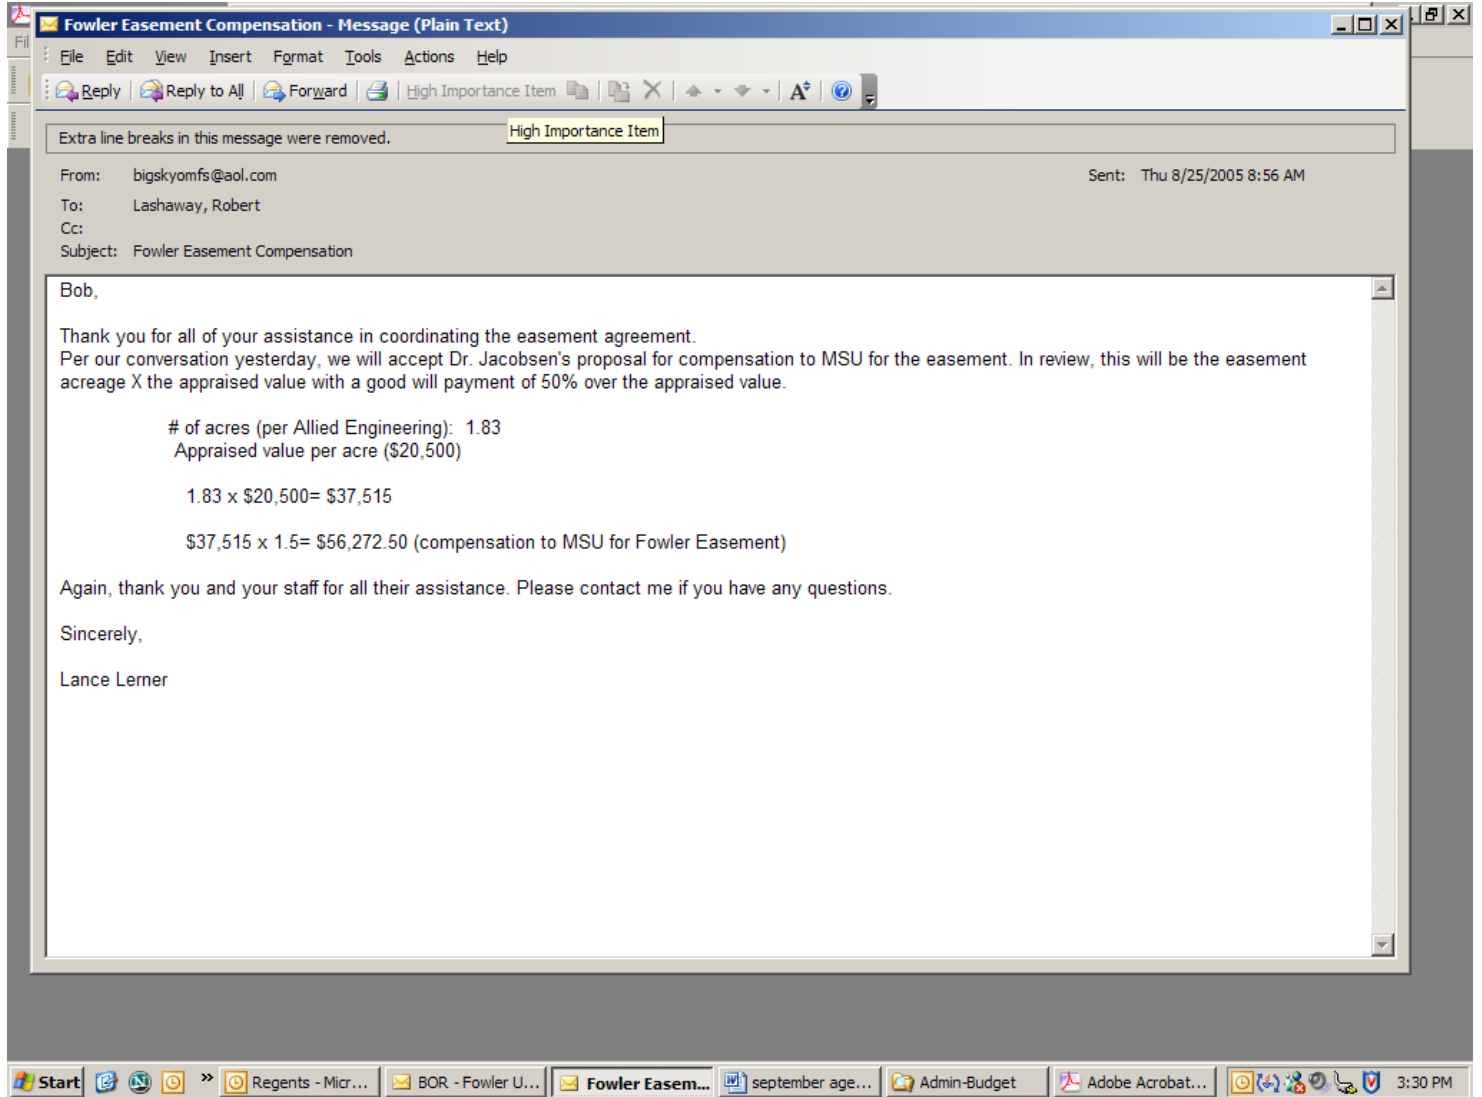 Fowler Easement Compensation - Message (Plain Text)
Fil
File Edit View Insert Format Tools Actions Help
Reply Reply to All Forward High Importance Item
High Importance Item
Extra line breaks in this message were removed.
From: bigskyomfs@aol.com Sent: Thu 8/25/2005 8:56 AM
To: Lashaway, Robert
Cc:
Subject: Fowler Easement Compensation
Bob,
Thank you for all of your assistance in coordinating the easement agreement.
Per our conversation yesterday, we will accept Dr. Jacobsen's proposal for compensation to MSU for the easement. In review, this will be the easement
acreage X the appraised value with a good will payment of 50% over the appraised value.
# of acres (per Allied Engineering): 1.83
Appraised value per acre ($20,500)
1.83 x $20,500= $37,515
$37,515 x 1.5= $56,272.50 (compensation to MSU for Fowler Easement)
Again, thank you and your staff for all their assistance. Please contact me if you have any questions.
Sincerely,
Lance Lerner
Start » Regents - Micr... BOR - Fowler U... Fowler Easem... september age... Admin-Budget Adobe Acrobat... 3:30 PM